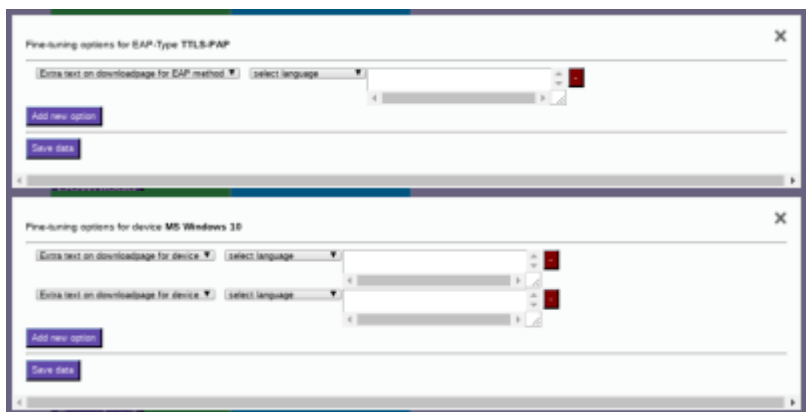 Fine-tuning options for EAP-Type TTLS-PAP
Extra text on downloadpage for EAP method select language -
Add new option
Save data
Fine-tuning options for device MS Windows 10
Extra text on downloadpage for device select language -
Extra text on downloadpage for device select language -
Add new option
Save data